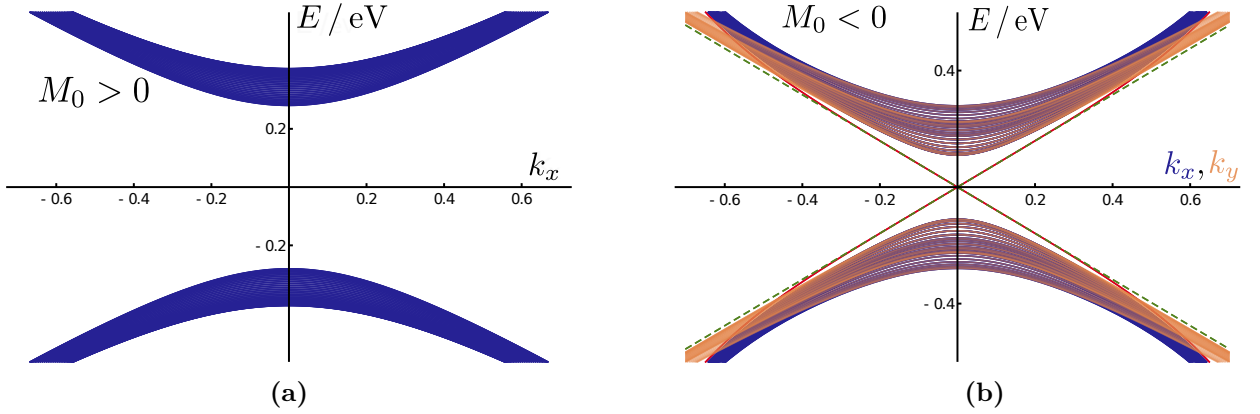 E / eV
M₀ > 0
0.2
kₓ
- 0.6 - 0.4 - 0.2 0.2 0.4 0.6
- 0.2
(a)
M₀ < 0
E / eV
0.4
kₓ, k_y
- 0.6 - 0.4 - 0.2 0.2 0.4 0.6
- 0.4
(b)